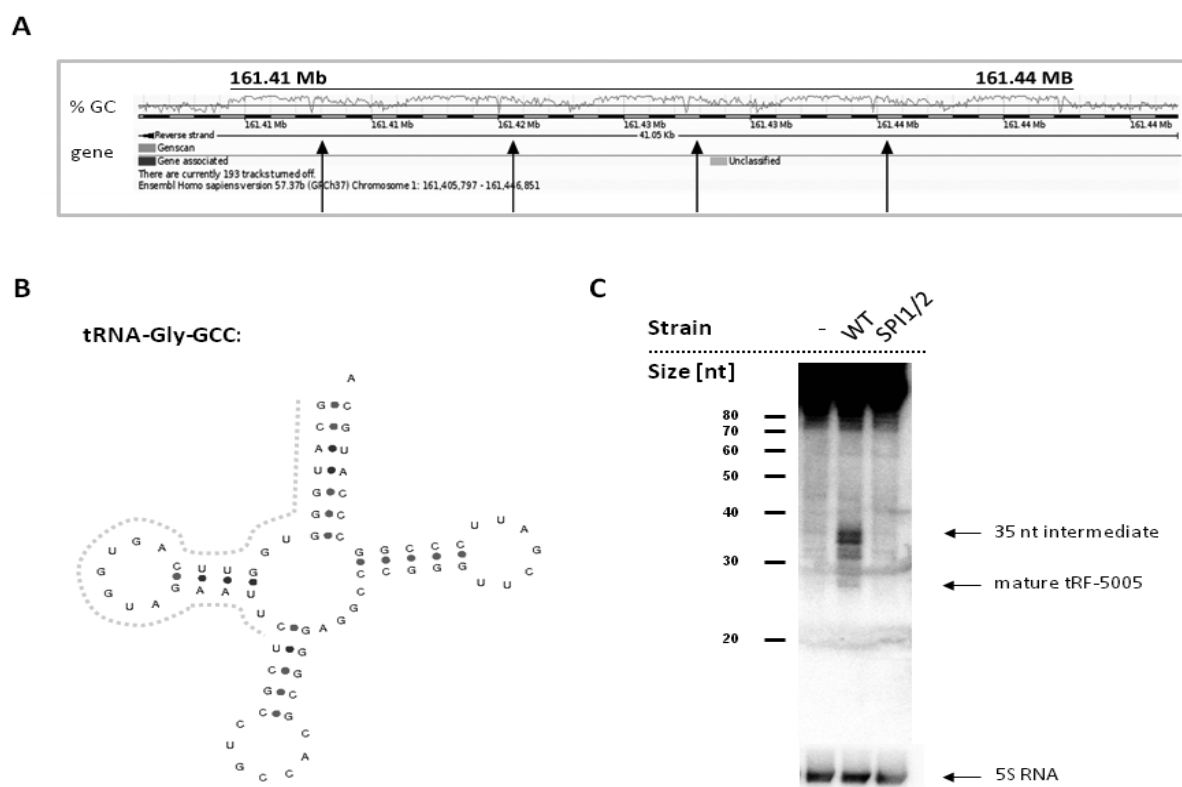 A
161.41 Mb 161.44 MB
% GC
161.41 Mb 161.41 Mb 161.42 Mb 161.43 Mb 161.43 Mb 161.44 Mb 161.44 Mb 161.44 Mb
Reverse strand 41.05 Kb
gene
Genscan
Gene associated Unclassified
There are currently 193 tracks turned off.
Ensembl Homo sapiens version 57.37b (GRCh37) Chromosome 1: 161,405,797 - 161,446,851
B
tRNA-Gly-GCC:
A
G C
C G
A U
U A
G C
G C
G C
U
G
G U U C
A G U
U
G
G
U
A G A A U
U
C G A G G
C C G G G
G G C C C
U U
A
G
C
U U
U G
C G
G C
C G
C
U
G
C C
A
C
C
Strain - WT SPI1/2
Size [nt]
80
70
60
50
40
30
20
35 nt intermediate
mature tRF-5005
5S RNA